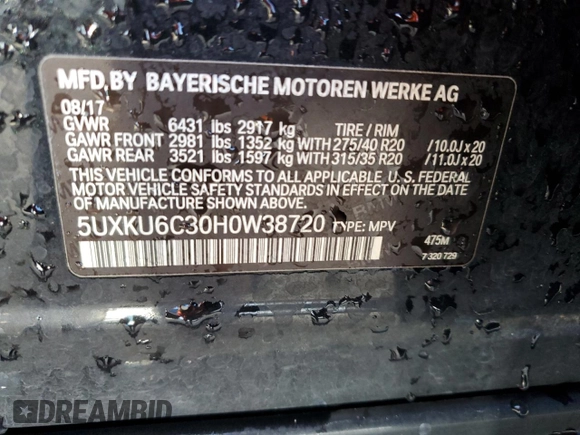 MFD.BY BAYERISCHE MOTOREN WERKE AG
08/17
GVWR 6431 lbs 2917 kg TIRE / RIM
GAWR FRONT 2981 lbs 1352 kg WITH 275/40 R20 /10.0J x 20
GAWR REAR 3521 lbs 1597 kg WITH 315/35 R20 /11.0J x 20
THIS VEHICLE CONFORMS TO ALL APPLICABLE U.S. FEDERAL
MOTOR VEHICLE SAFETY STANDARDS IN EFFECT ON THE DATE
OF MANUFACTURE SHOWN ABOVE.
5UXKU6C30H0W38720 TYPE: MPV
475M
7 320 729
DREAMBID